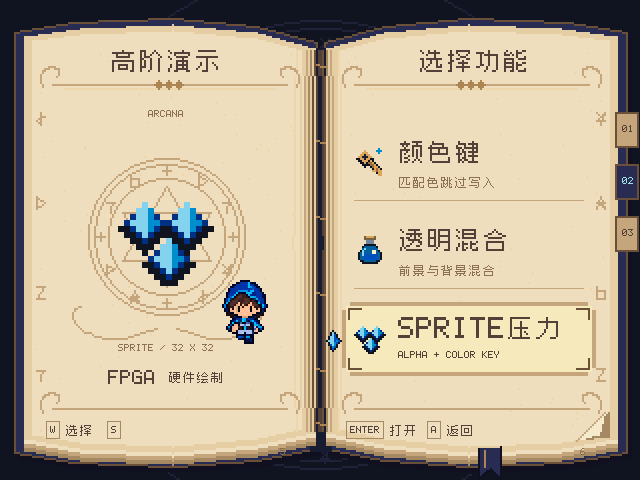 高阶演示
ARCANA
SPRITE / 32 X 32
FPGA 硬件绘制
W 选择 S
选择功能
颜色键
匹配色跳过写入
透明混合
前景与背景混合
SPRITE压力
ALPHA + COLOR KEY
ENTER 打开 A 返回
01
02
03